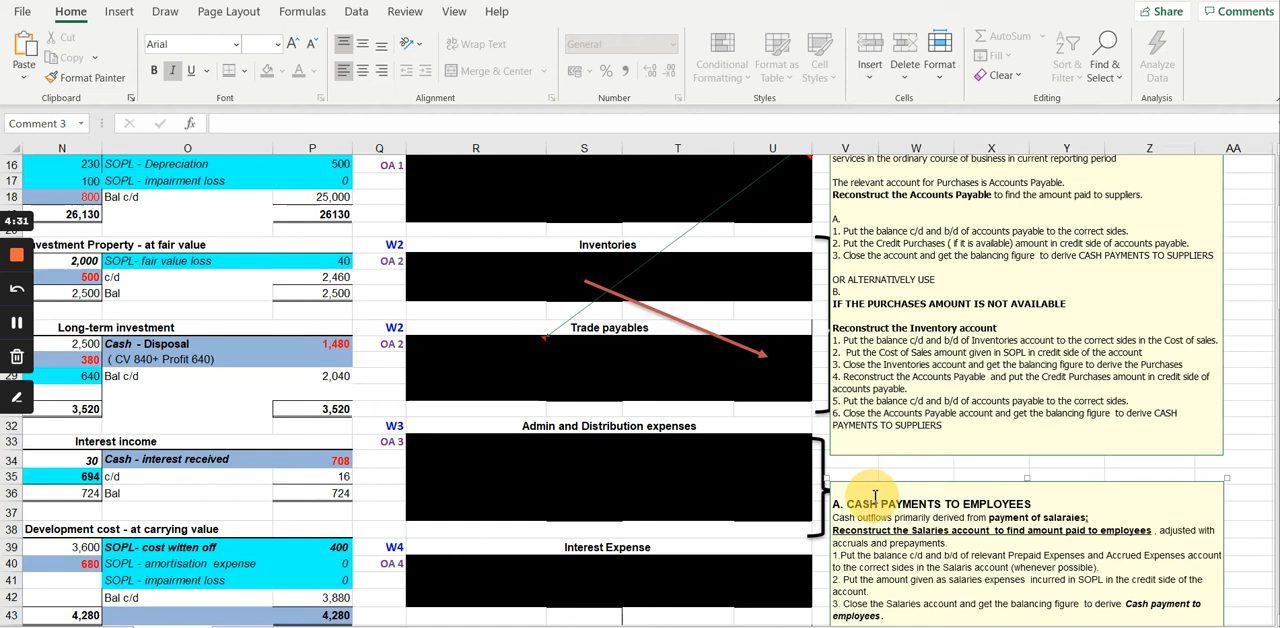 File Home Insert Draw Page Layout Formulas Data Review View Help Share Comments
Paste Cut Copy Format Painter Clipboard
Arial B I U Font
Wrap Text Merge & Center Alignment
General % Number
Conditional Formatting Format as Table Cell Styles Styles
Insert Delete Format Cells
AutoSum Fill Clear Sort & Filter Find & Select Editing
Analyze Data Analysis
Comment 3 fx
N O P Q R S T U V W X Y Z AA
16 230 SOPL - Depreciation 500 OA 1
17 100 SOPL - impairment loss 0
18 800 Bal c/d 25,000
4:31 26,130 26130
nvestment Property - at fair value W2 Inventories
2,000 SOPL- fair value loss 40 OA 2
500 c/d 2,460
2,500 Bal 2,500
Long-term investment W2 Trade payables
2,500 Cash - Disposal 1,480 OA 2
380 ( CV 840+ Profit 640)
29 640 Bal c/d 2,040
3,520 3,520
32 W3 Admin and Distribution expenses
33 Interest income OA 3
34 30 Cash - interest received 708
35 694 c/d 16
36 724 Bal 724
37
38 Development cost - at carrying value
39 3,600 SOPL- cost witten off 400 W4 Interest Expense
40 680 SOPL - amortisation expense 0 OA 4
41 SOPL - impairment loss 0
42 Bal c/d 3,880
43 4,280 4,280
services in the ordinary course of business in current reporting period
The relevant account for Purchases is Accounts Payable.
Reconstruct the Accounts Payable to find the amount paid to suppliers.
A.
1. Put the balance c/d and b/d of accounts payable to the correct sides.
2. Put the Credit Purchases ( if it is available) amount in credit side of accounts payable.
3. Close the account and get the balancing figure to derive CASH PAYMENTS TO SUPPLIERS
OR ALTERNATIVELY USE
B.
IF THE PURCHASES AMOUNT IS NOT AVAILABLE
Reconstruct the Inventory account
1. Put the balance c/d and b/d of Inventories account to the correct sides in the Cost of sales.
2. Put the Cost of Sales amount given in SOPL in credit side of the account
3. Close the Inventories account and get the balancing figure to derive the Purchases
4. Reconstruct the Accounts Payable and put the Credit Purchases amount in credit side of
accounts payable.
5. Put the balance c/d and b/d of accounts payable to the correct sides.
6. Close the Accounts Payable account and get the balancing figure to derive CASH
PAYMENTS TO SUPPLIERS
A. CASH PAYMENTS TO EMPLOYEES
Cash outflows primarily derived from payment of salaraies;
Reconstruct the Salaries account to find amount paid to employees , adjusted with
accruals and prepayments.
1.Put the balance c/d and b/d of relevant Prepaid Expenses and Accrued Expenses account
to the correct sides in the Salaris account (whenever possible).
2. Put the amount given as salaries expenses incurred in SOPL in the credit side of the
account.
3. Close the Salaries account and get the balancing figure to derive Cash payment to
employees.